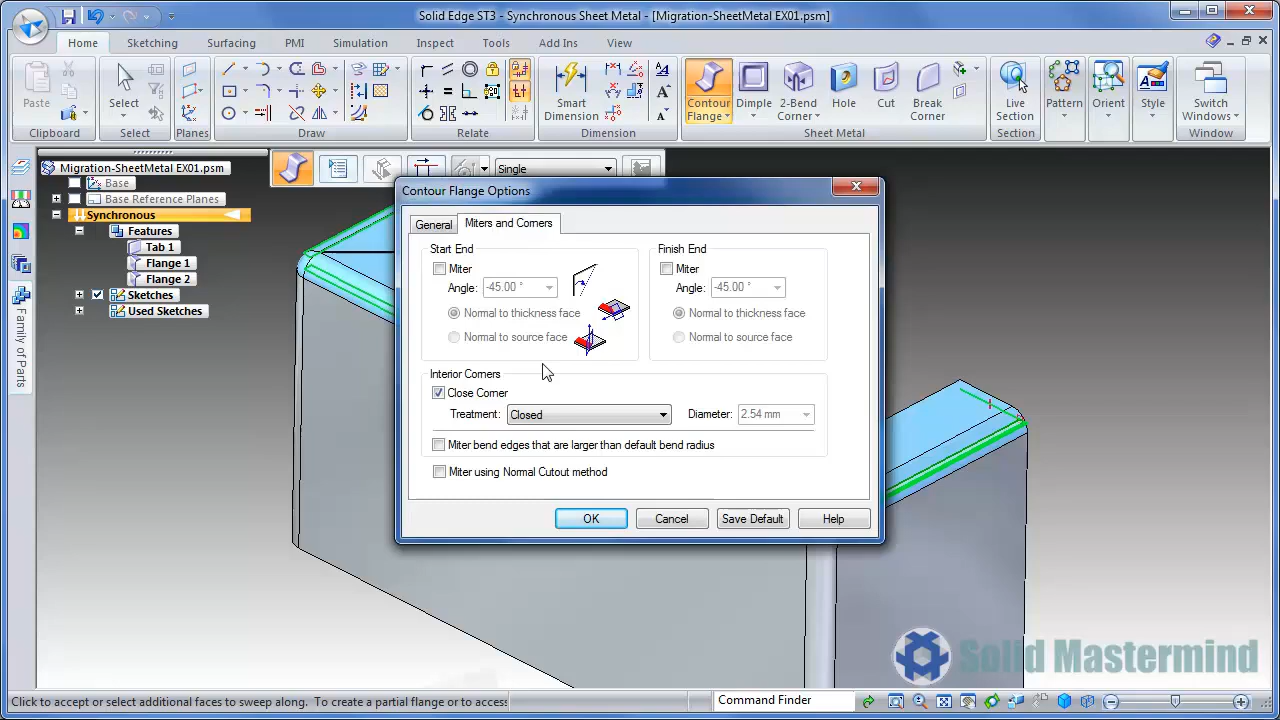 Solid Edge ST3 - Synchronous Sheet Metal - [Migration-SheetMetal EX01.psm]
Home Sketching Surfacing PMI Simulation Inspect Tools Add Ins View
Paste
Select
Smart Dimension
Contour Flange
Dimple
2-Bend Corner
Hole
Cut
Break Corner
Live Section
Pattern
Orient
Style
Switch Windows
Clipboard Select Planes Draw Relate Dimension Sheet Metal Section Window
Migration-SheetMetal EX01.psm
Single
Base
Base Reference Planes
Synchronous
Features
Tab 1
Flange 1
Flange 2
Sketches
Used Sketches
Family of Parts
Contour Flange Options
General Miters and Corners
Start End
Miter
Angle: -45.00 °
Normal to thickness face
Normal to source face
Finish End
Miter
Angle: -45.00 °
Normal to thickness face
Normal to source face
Interior Corners
Close Corner
Treatment: Closed Diameter: 2.54 mm
Miter bend edges that are larger than default bend radius
Miter using Normal Cutout method
OK Cancel Save Default Help
Solid Mastermind
Click to accept or select additional faces to sweep along. To create a partial flange or to access
Command Finder